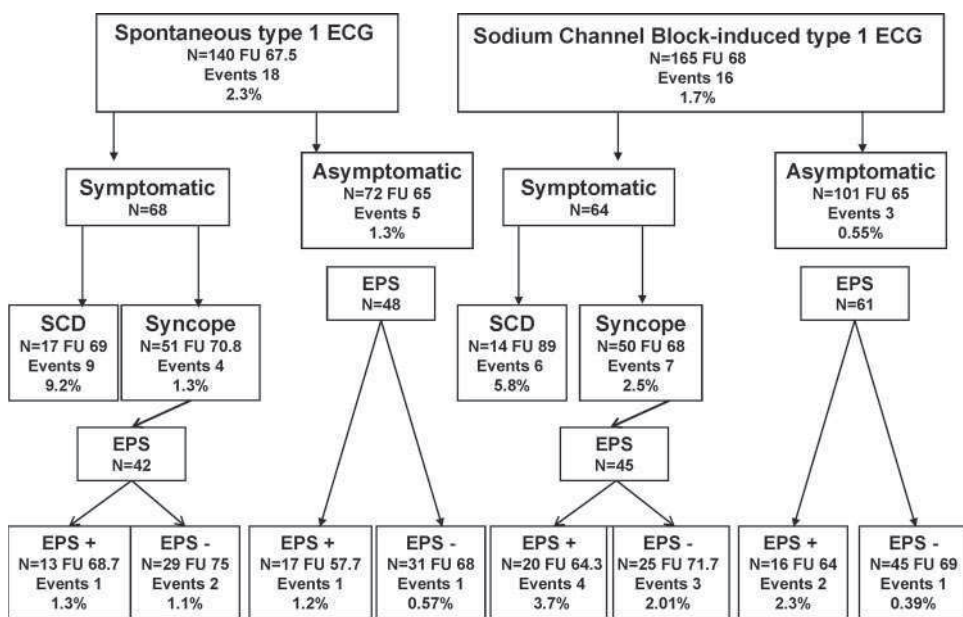 Spontaneous type 1 ECG
N=140 FU 67.5
Events 18
2.3%
Sodium Channel Block-induced type 1 ECG
N=165 FU 68
Events 16
1.7%
Symptomatic
N=68
Asymptomatic
N=72 FU 65
Events 5
1.3%
Symptomatic
N=64
Asymptomatic
N=101 FU 65
Events 3
0.55%
SCD
N=17 FU 69
Events 9
9.2%
Syncope
N=51 FU 70.8
Events 4
1.3%
EPS
N=48
SCD
N=14 FU 89
Events 6
5.8%
Syncope
N=50 FU 68
Events 7
2.5%
EPS
N=61
EPS
N=42
EPS
N=45
EPS +
N=13 FU 68.7
Events 1
1.3%
EPS -
N=29 FU 75
Events 2
1.1%
EPS +
N=17 FU 57.7
Events 1
1.2%
EPS -
N=31 FU 68
Events 1
0.57%
EPS +
N=20 FU 64.3
Events 4
3.7%
EPS -
N=25 FU 71.7
Events 3
2.01%
EPS +
N=16 FU 64
Events 2
2.3%
EPS -
N=45 FU 69
Events 1
0.39%